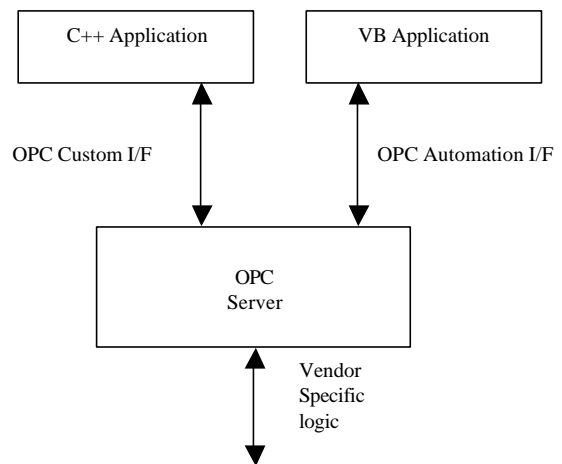 C++ Application
VB Application
OPC Custom I/F
OPC Automation I/F
OPC
Server
Vendor
Specific
logic